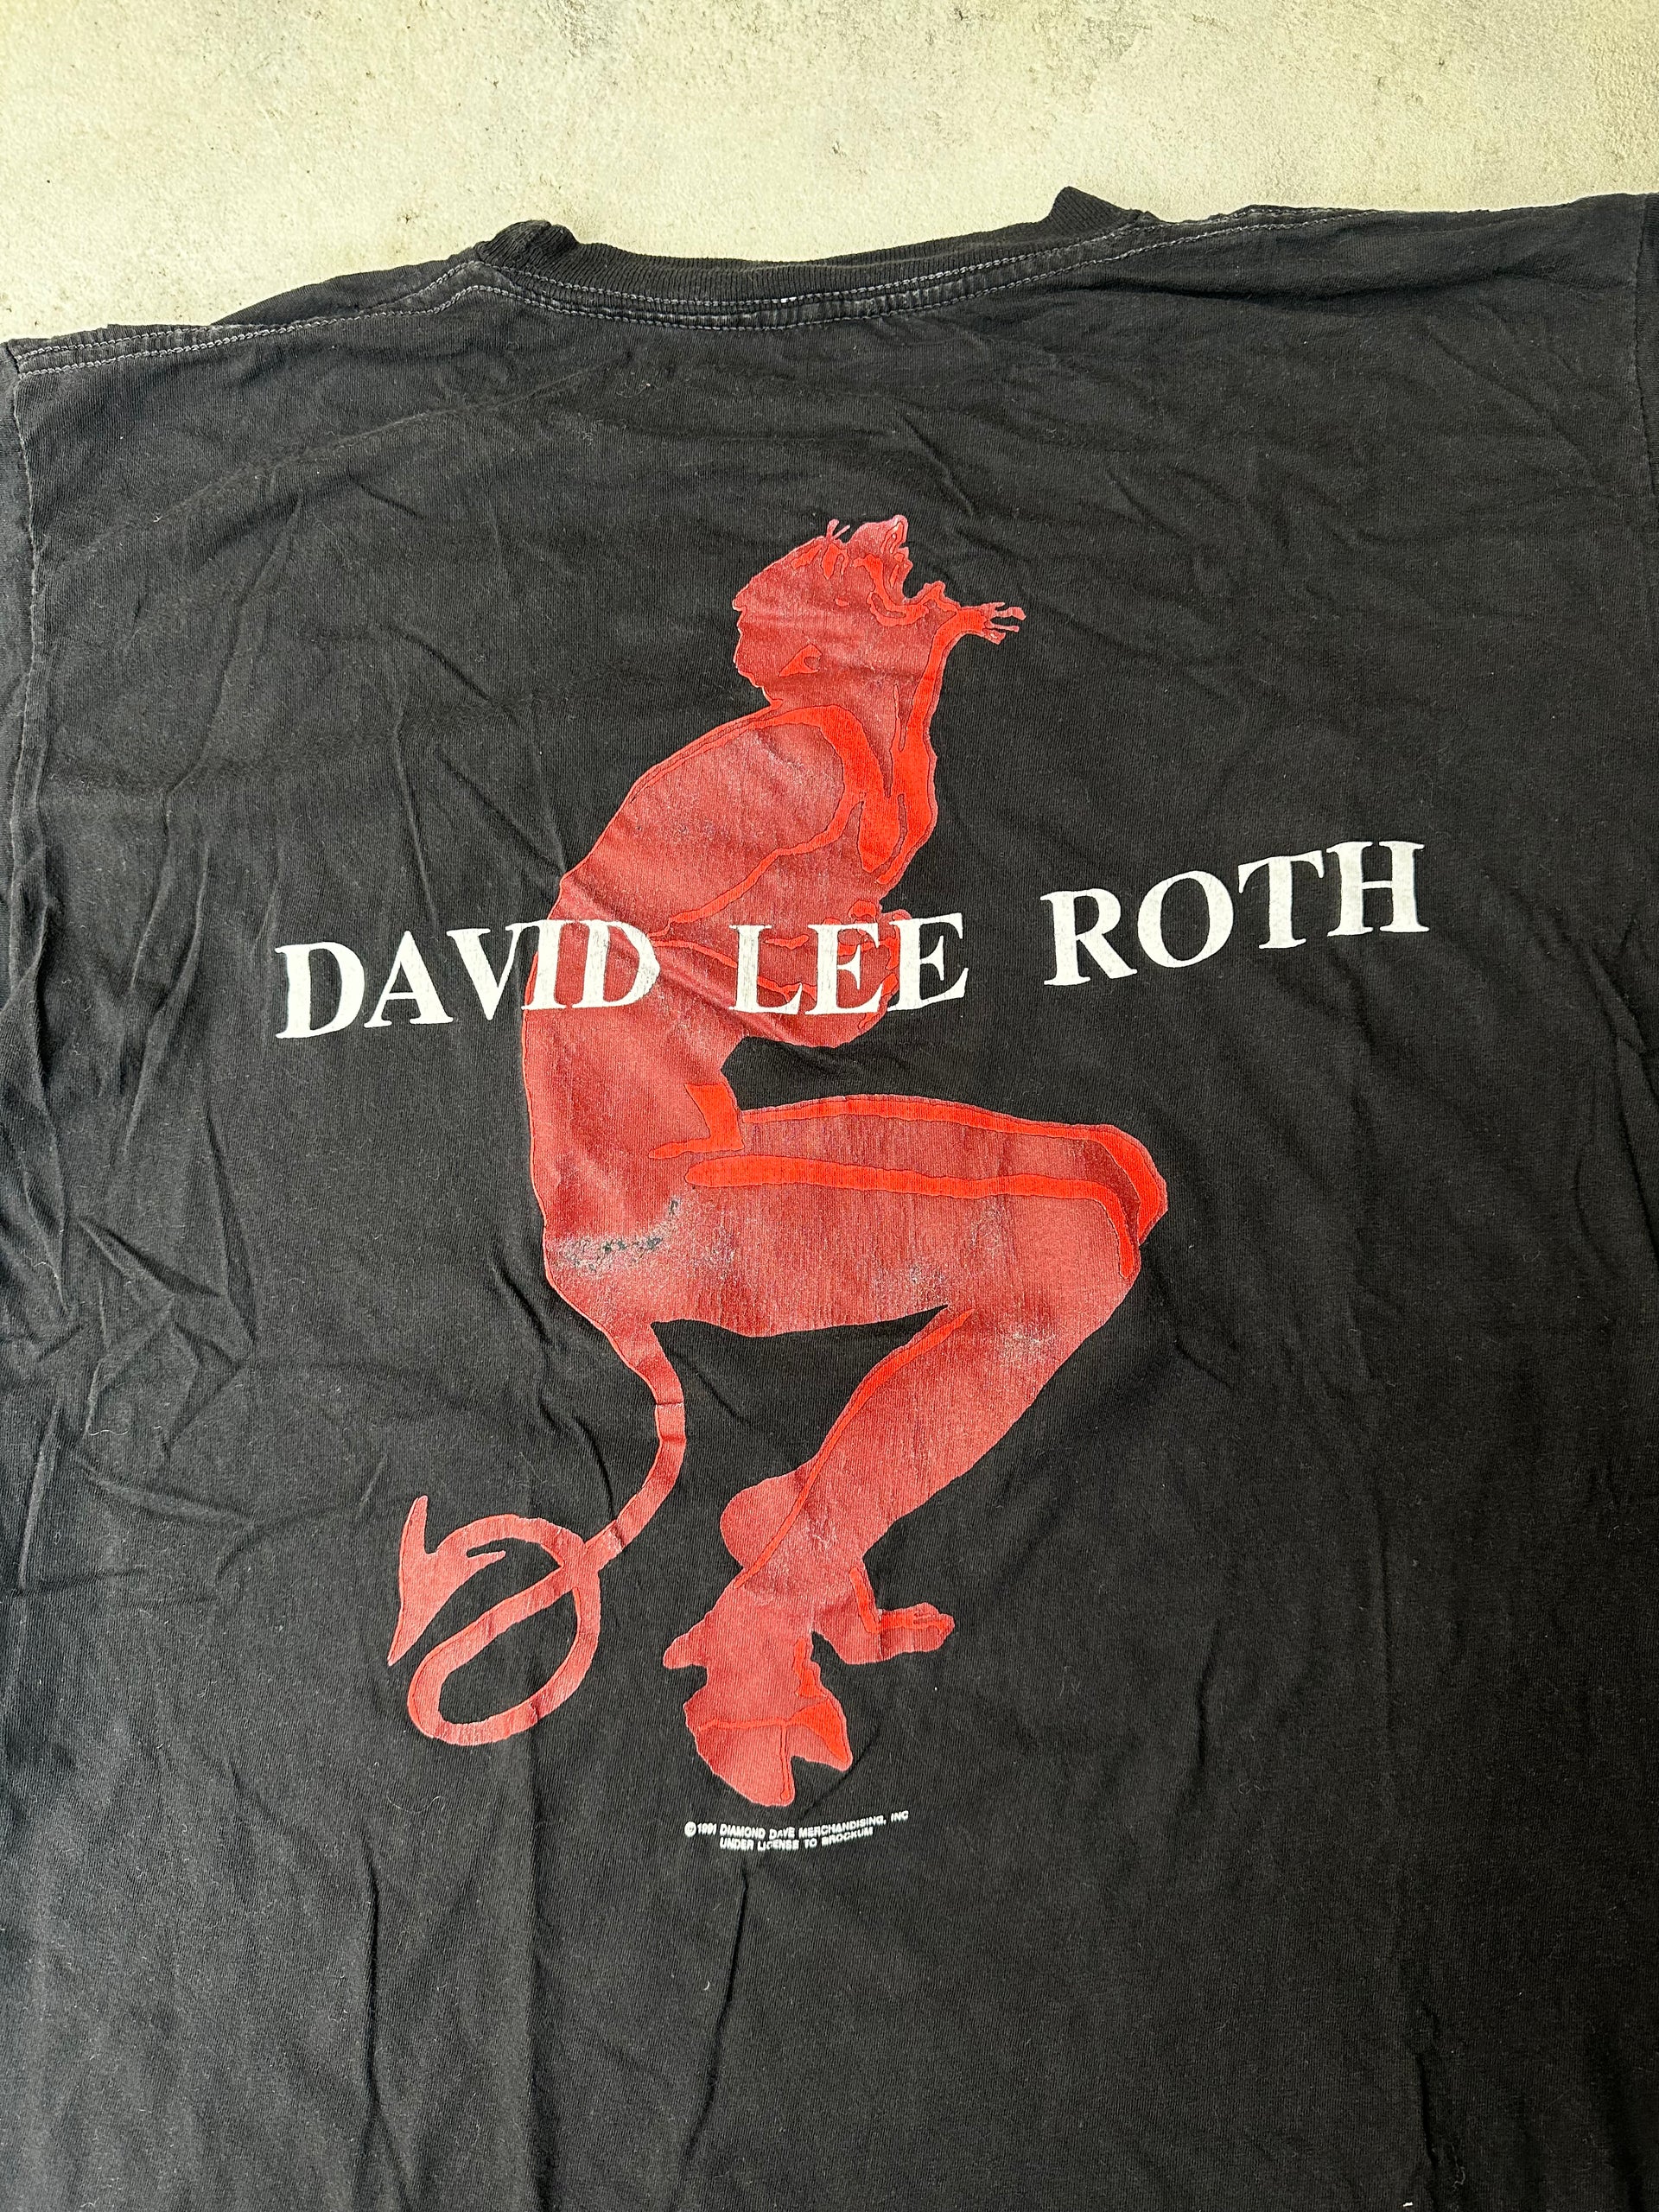 DAVID LEE ROTH
©1991 DIAMOND DAVE MERCHANDISING, INC
UNDER LICENSE TO BROCKUM